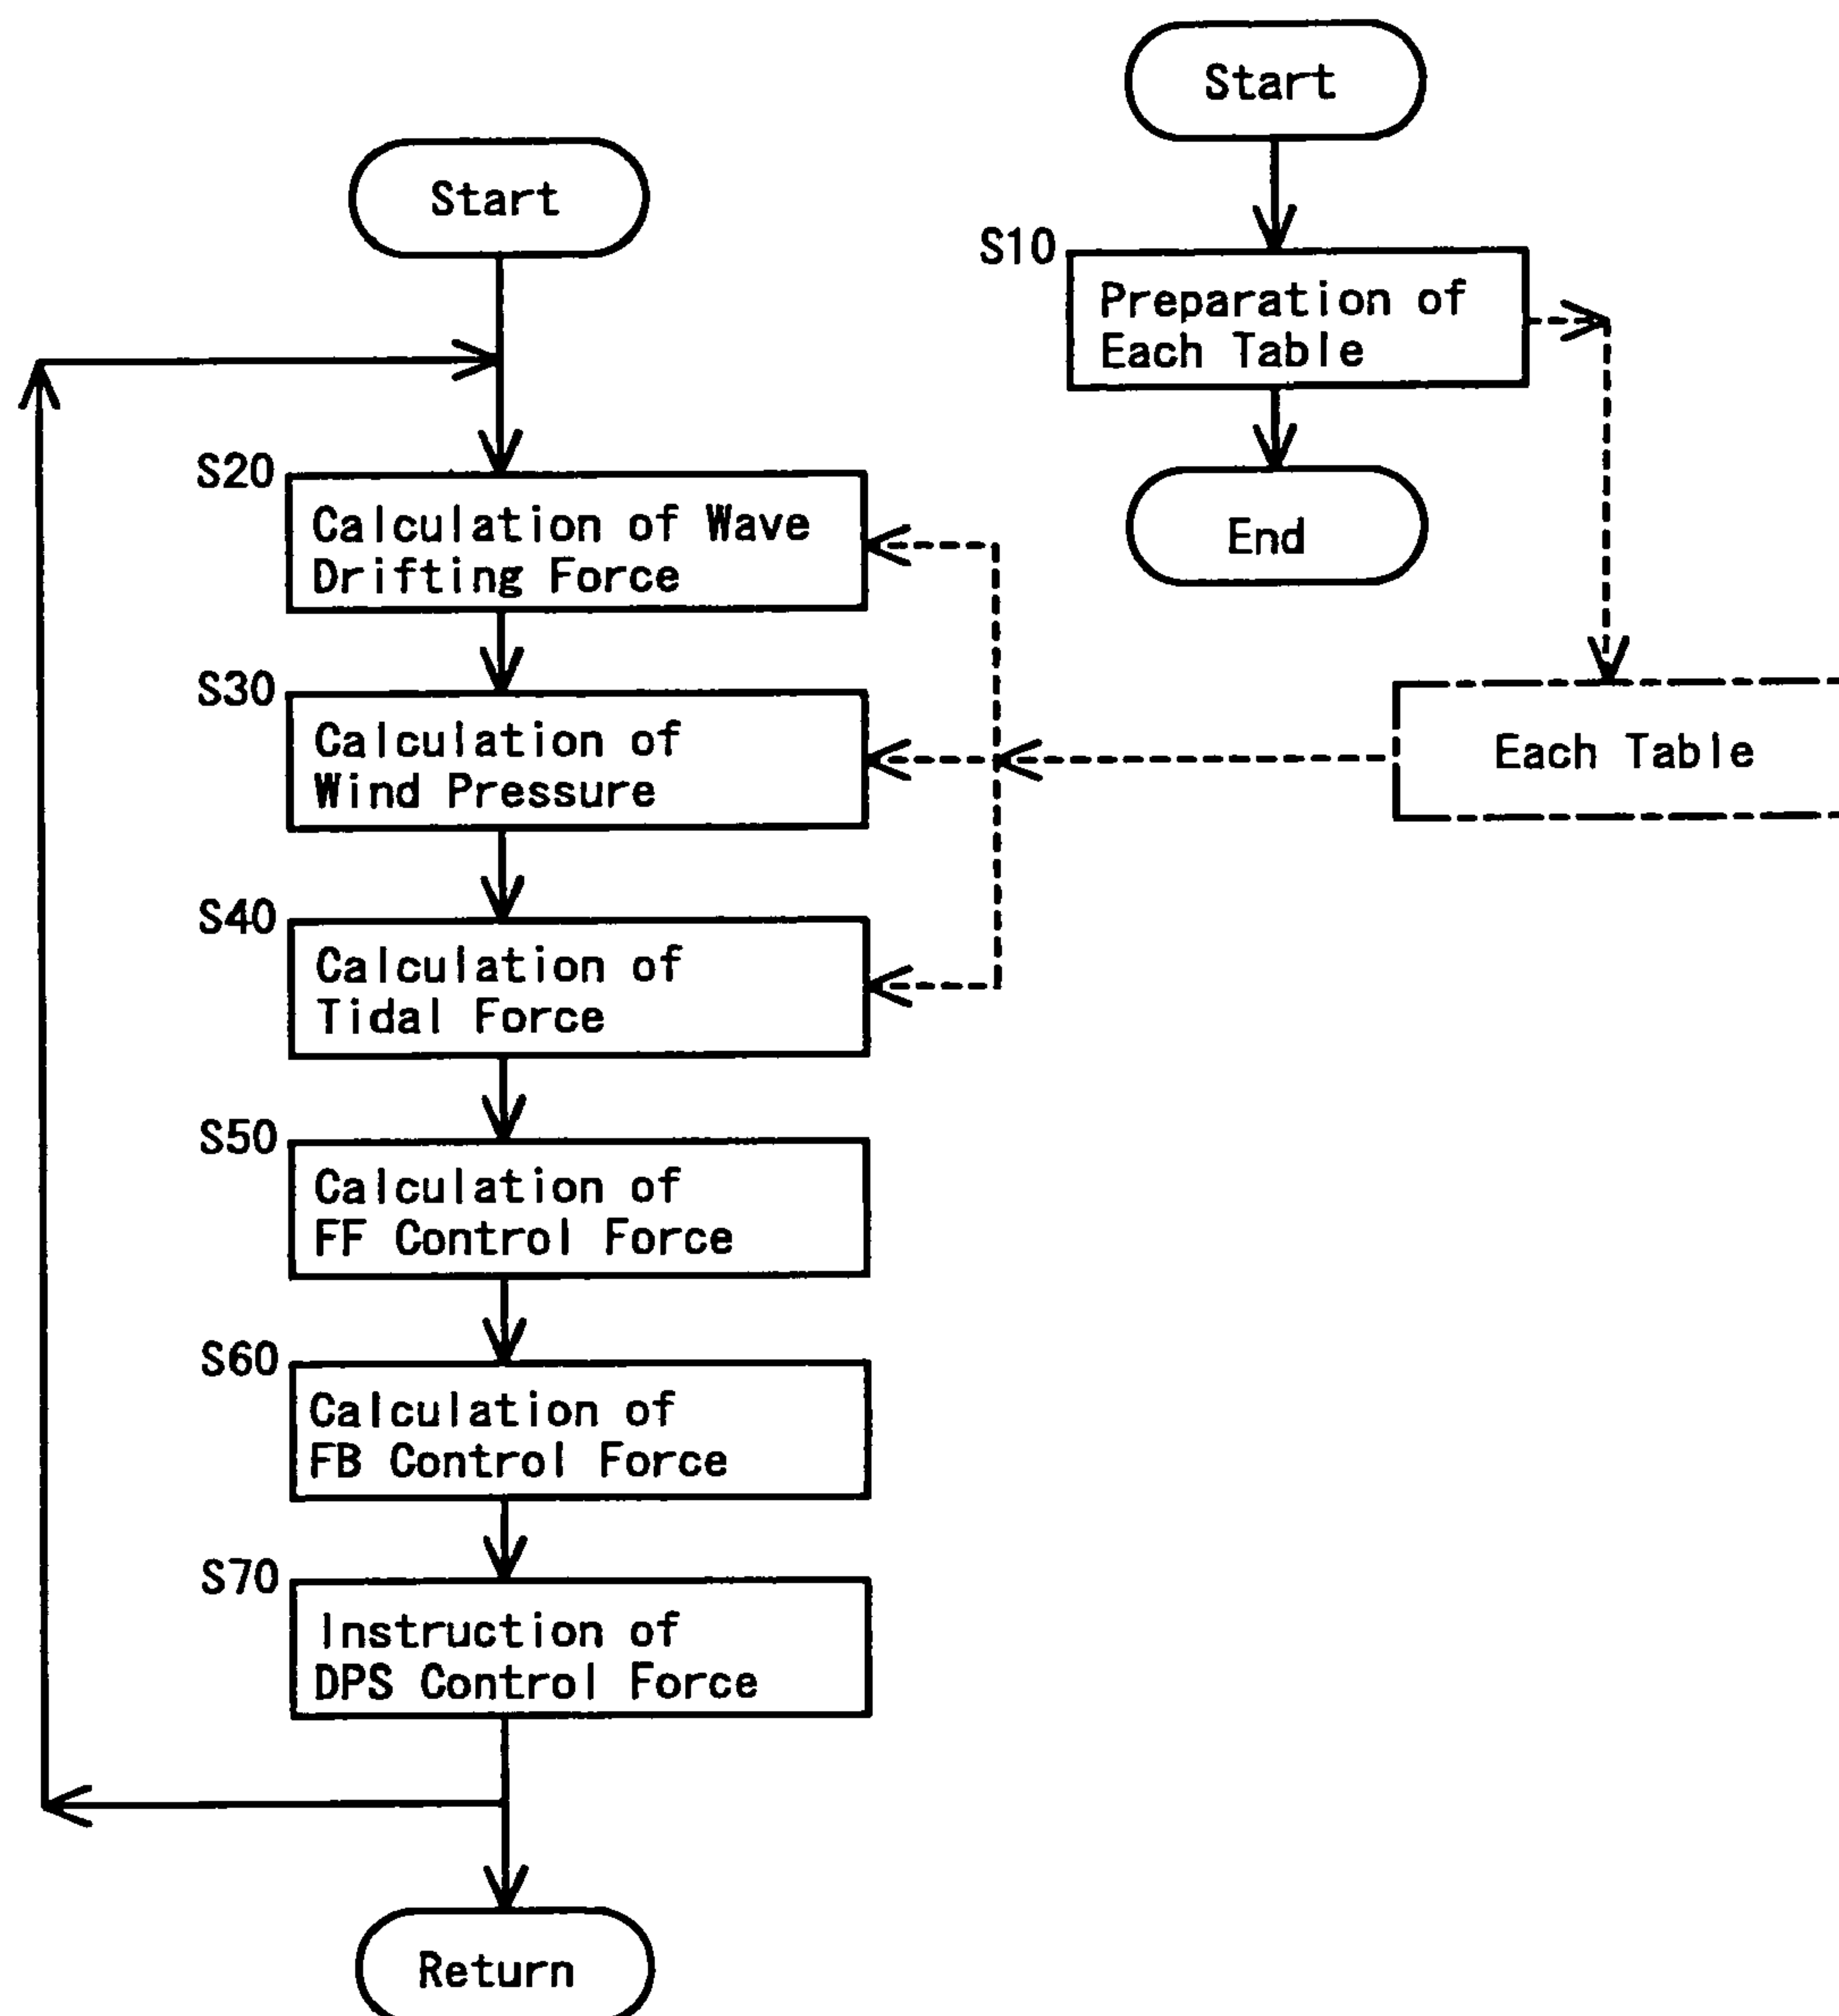 Start
S10
Preparation of
Each Table
End
Each Table
Start
S20
Calculation of Wave
Drifting Force
S30
Calculation of
Wind Pressure
S40
Calculation of
Tidal Force
S50
Calculation of
FF Control Force
S60
Calculation of
FB Control Force
S70
Instruction of
DPS Control Force
Return